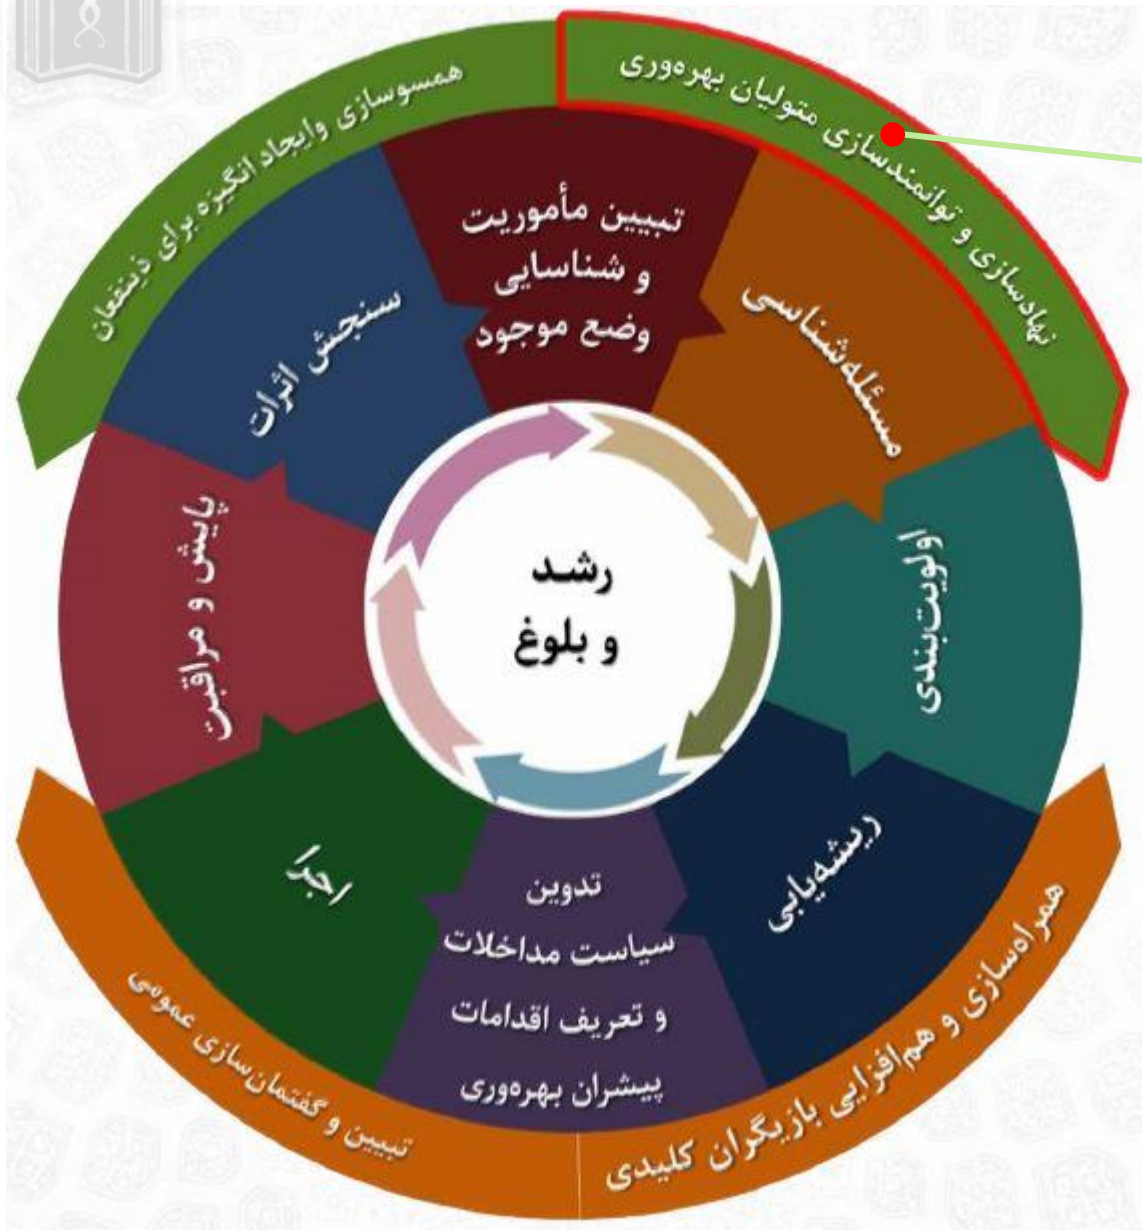 نهادسازی و توانمندسازی متولیان بهره‌وری
همسوسازی وایجاد انگیزه برای ذینفعان
تبیین مأموریت
و شناسایی
وضع موجود
مسئله‌شناسی
اولویت‌بندی
ریشه‌یابی
تدوین
سیاست مداخلات
و تعریف اقدامات
پیشران بهره‌وری
اجرا
پایش و مراقبت
سنجش اثرات
رشد
و بلوغ
همراه‌سازی و هم‌افزایی بازیگران کلیدی
تبیین و گفتمان‌سازی عمومی